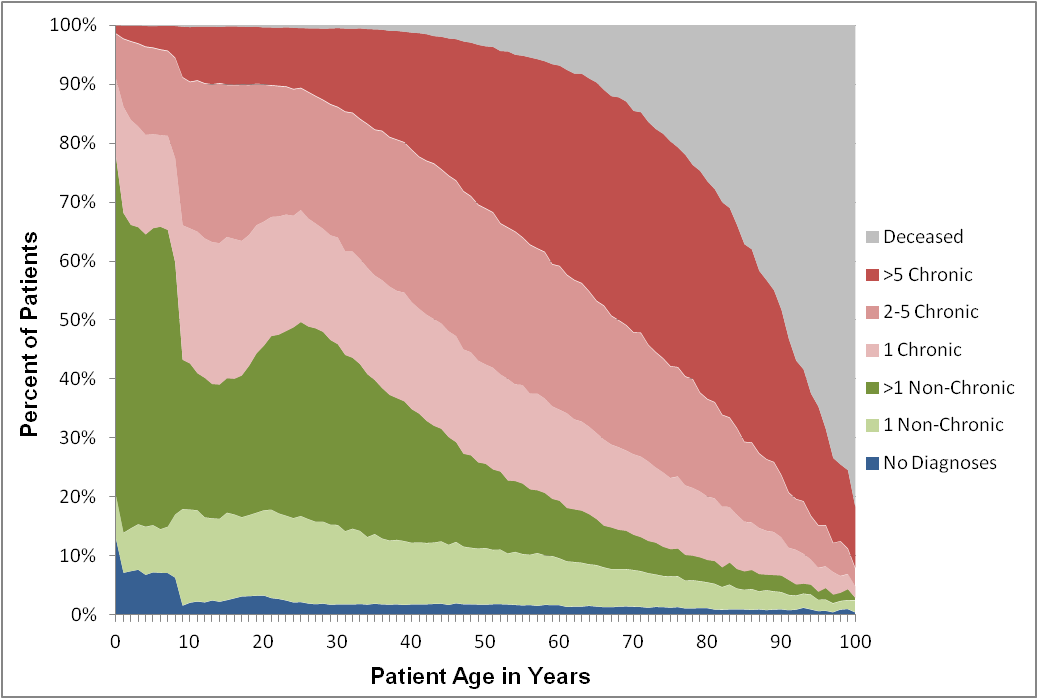 100%
90%
80%
70%
60%
50%
40%
30%
20%
10%
0%
Percent of Patients
0 10 20 30 40 50 60 70 80 90 100
Patient Age in Years
Deceased
>5 Chronic
2-5 Chronic
1 Chronic
>1 Non-Chronic
1 Non-Chronic
No Diagnoses